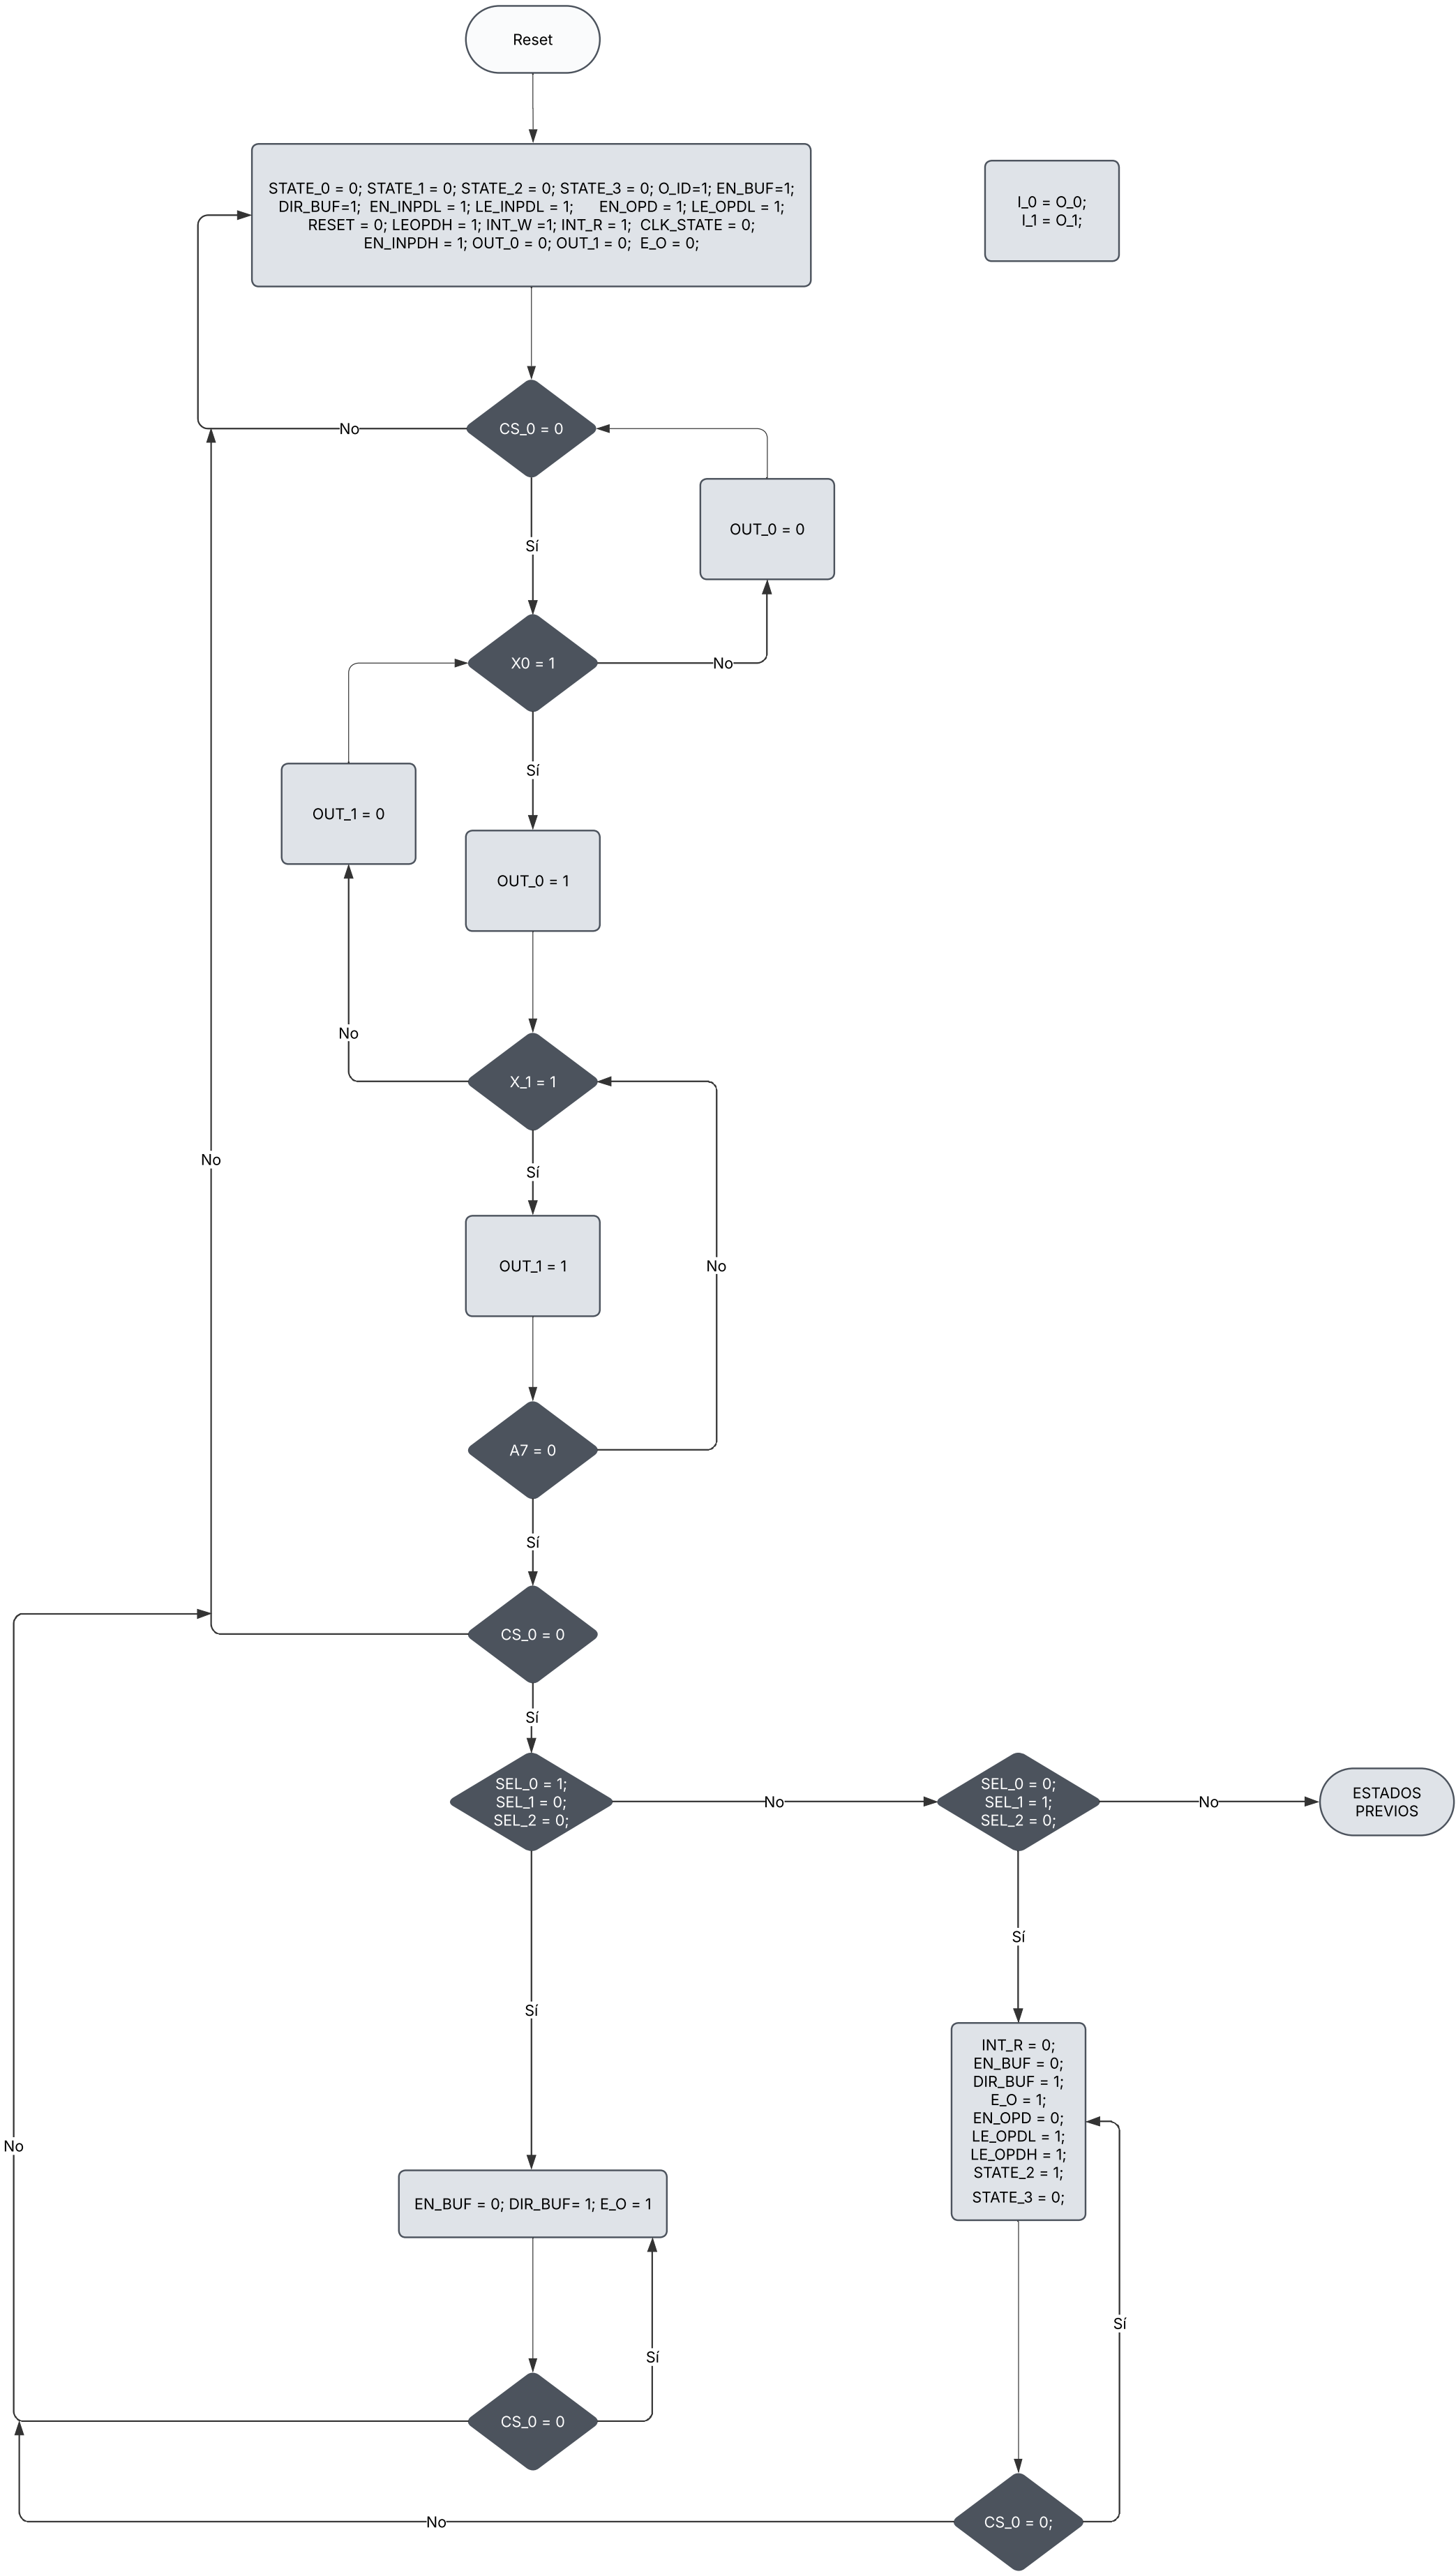 Reset
STATE_0 = 0; STATE_1 = 0; STATE_2 = 0; STATE_3 = 0; O_ID=1; EN_BUF=1;
DIR_BUF=1; EN_INPDL = 1; LE_INPDL = 1; EN_OPD = 1; LE_OPDL = 1;
RESET = 0; LEOPDH = 1; INT_W =1; INT_R = 1; CLK_STATE = 0;
EN_INPDH = 1; OUT_0 = 0; OUT_1 = 0; E_O = 0;
I_0 = O_0;
I_1 = O_1;
CS_0 = 0
No
OUT_0 = 0
Sí
X0 = 1
No
Sí
OUT_1 = 0
OUT_0 = 1
No
X_1 = 1
No
Sí
OUT_1 = 1
No
A7 = 0
Sí
CS_0 = 0
Sí
SEL_0 = 1;
SEL_1 = 0;
SEL_2 = 0;
No
SEL_0 = 0;
SEL_1 = 1;
SEL_2 = 0;
No
ESTADOS
PREVIOS
Sí
Sí
INT_R = 0;
EN_BUF = 0;
DIR_BUF = 1;
E_O = 1;
EN_OPD = 0;
LE_OPDL = 1;
LE_OPDH = 1;
STATE_2 = 1;
STATE_3 = 0;
No
EN_BUF = 0; DIR_BUF= 1; E_O = 1
Sí
Sí
CS_0 = 0
No
CS_0 = 0;